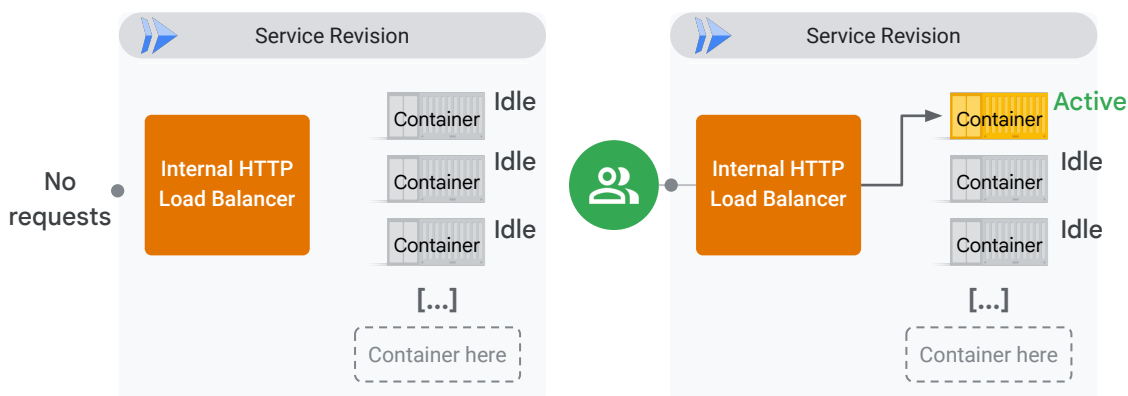 Service Revision
Idle
Container
Internal HTTP
Load Balancer
No
requests
Idle
Container
Idle
Container
[...]
Container here
Service Revision
Active
Container
Internal HTTP
Load Balancer
Idle
Container
Idle
Container
[...]
Container here